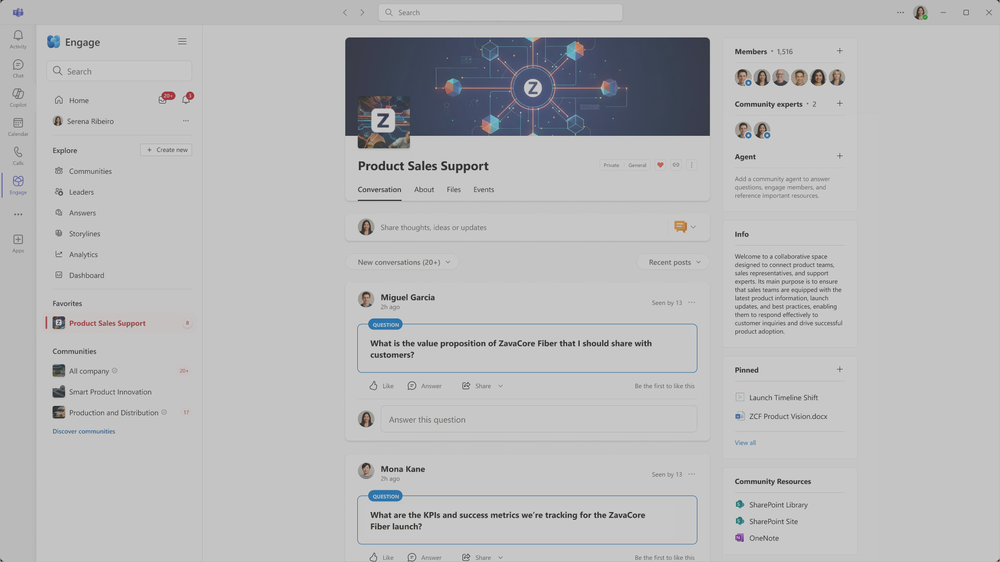 Search
Activity
Chat
Copilot
Calendar
Calls
Engage
Apps
Engage
Search
Home
20+
3
Serena Ribeiro
Explore
Create new
Communities
Leaders
Answers
Storylines
Analytics
Dashboard
Favorites
Z
Product Sales Support
8
Communities
All company
20+
Smart Product Innovation
Production and Distribution
17
Discover communities
Z
Z
Product Sales Support
Private
General
Conversation
About
Files
Events
Share thoughts, ideas or updates
New conversations (20+)
Recent posts
Miguel Garcia
2h ago
Seen by 13
QUESTION
What is the value proposition of ZavaCore Fiber that I should share with
customers?
Like
Answer
Share
Be the first to like this
Answer this question
Mona Kane
2h ago
Seen by 13
QUESTION
What are the KPIs and success metrics we're tracking for the ZavaCore
Fiber launch?
Like
Answer
Share
Be the first to like this
Members • 1,516
Community experts • 2
Agent
Add a community agent to answer
questions, engage members, and
reference important resources.
Info
Welcome to a collaborative space
designed to connect product teams,
sales representatives, and support
experts. Its main purpose is to ensure
that sales teams are equipped with the
latest product information, launch
updates, and best practices, enabling
them to respond effectively to
customer inquiries and drive successful
product adoption.
Pinned
Launch Timeline Shift
ZCF Product Vision.docx
View all
Community Resources
SharePoint Library
SharePoint Site
OneNote